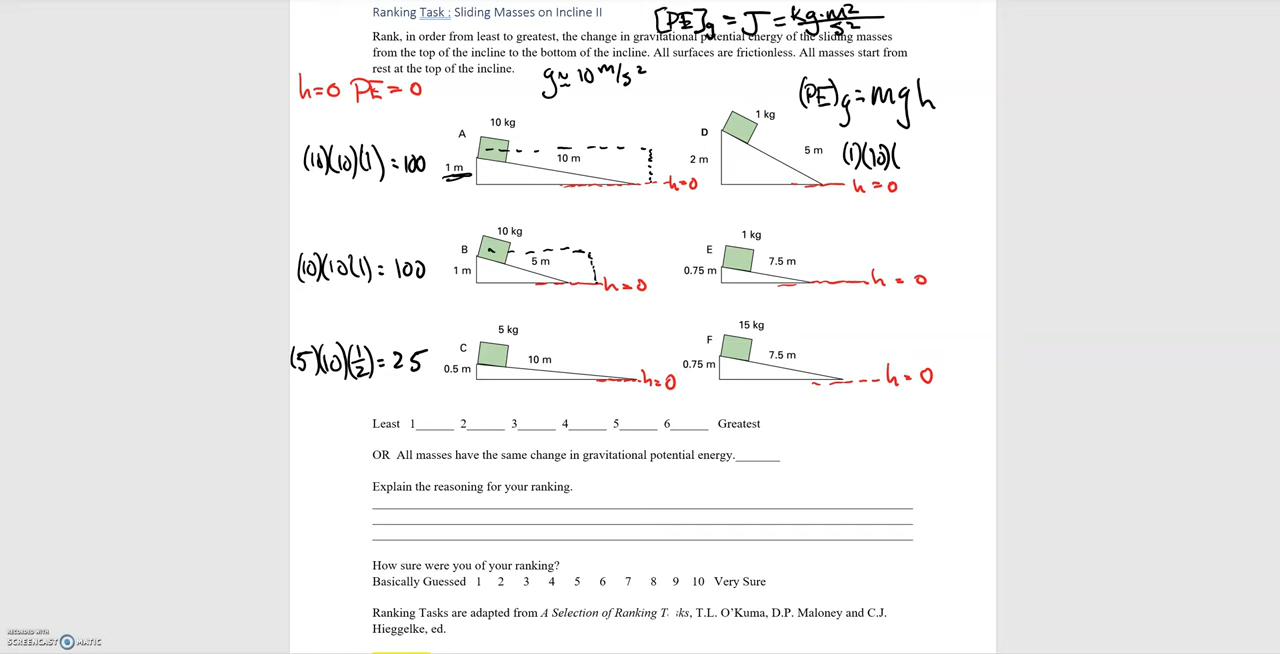 Ranking Task : Sliding Masses on Incline II
[PE]g = J = kg·m²/s²
Rank, in order from least to greatest, the change in gravitational potential energy of the sliding masses
from the top of the incline to the bottom of the incline. All surfaces are frictionless. All masses start from
rest at the top of the incline.
g ≈ 10 m/s²
h=0 PE = 0
(PE)g = mgh
10 kg
A
(10)(10)(1) = 100
1 m
10 m
h=0
1 kg
D
2 m
5 m
(1)(10)(
h = 0
10 kg
B
(10)(10)(1) = 100
1 m
5 m
h=0
1 kg
E
0.75 m
7.5 m
h = 0
5 kg
C
(5)(10)(1/2) = 25
0.5 m
10 m
h=0
15 kg
F
0.75 m
7.5 m
h = 0
Least 1______ 2______ 3______ 4______ 5______ 6______ Greatest
OR All masses have the same change in gravitational potential energy._______
Explain the reasoning for your ranking.
How sure were you of your ranking?
Basically Guessed 1 2 3 4 5 6 7 8 9 10 Very Sure
Ranking Tasks are adapted from A Selection of Ranking T sks, T.L. O'Kuma, D.P. Maloney and C.J.
Hieggelke, ed.
RECORDED WITH
SCREENCAST MATIC